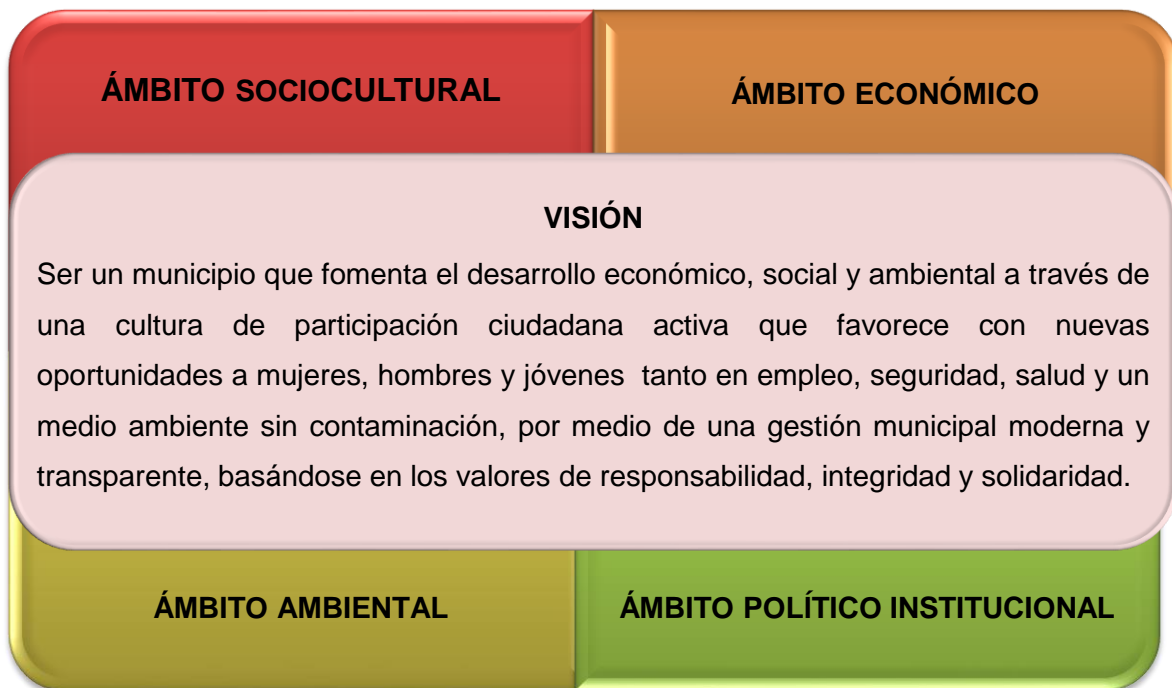 ÁMBITO SOCIOCULTURAL
ÁMBITO ECONÓMICO
VISIÓN
Ser un municipio que fomenta el desarrollo económico, social y ambiental a través de
una cultura de participación ciudadana activa que favorece con nuevas
oportunidades a mujeres, hombres y jóvenes tanto en empleo, seguridad, salud y un
medio ambiente sin contaminación, por medio de una gestión municipal moderna y
transparente, basándose en los valores de responsabilidad, integridad y solidaridad.
ÁMBITO AMBIENTAL
ÁMBITO POLÍTICO INSTITUCIONAL